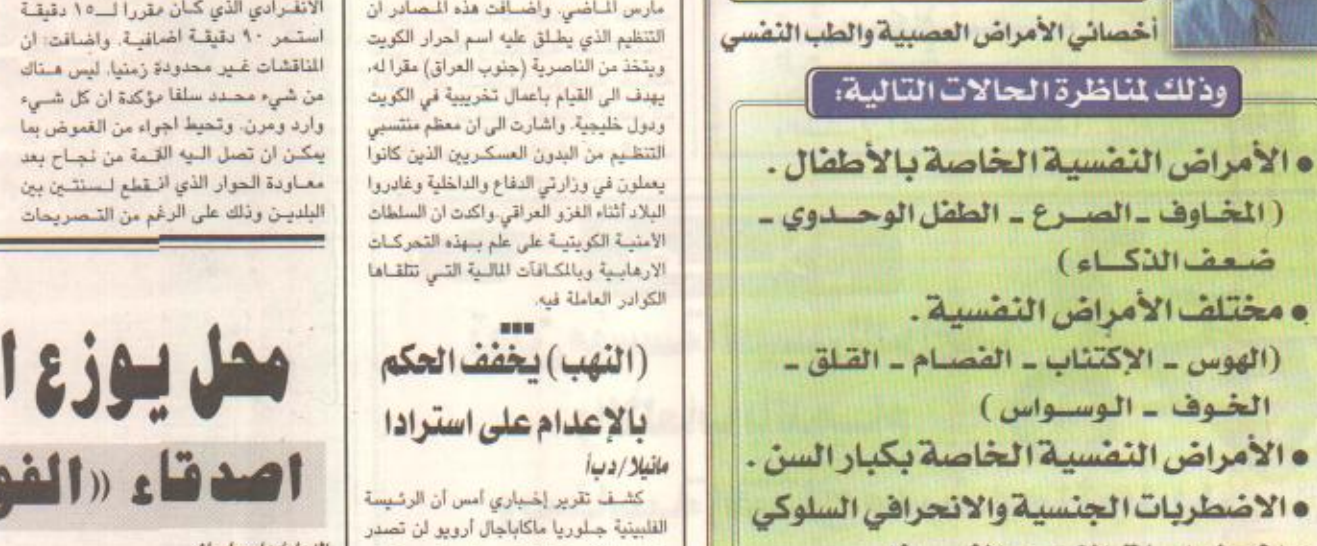 أخصائي الأمراض العصبية والطب النفسي
وذلك لمناظرة الحالات التالية:
• الأمراض النفسية الخاصة بالأطفال .
( المخاوف - الصرع - الطفل الوحدوي -
ضعف الذكاء )
• مختلف الأمراض النفسية .
(الهوس - الإكتئاب - الفصام - القلق -
الخوف - الوسواس )
• الأمراض النفسية الخاصة بكبار السن .
• الاضطربات الجنسية والانحرافي السلوكي
مارس الماضي. واضافت هذه المصادر ان
التنظيم الذي يطلق عليه اسم احرار الكويت
ويتخذ من الناصرية (جنوب العراق) مقرا له،
يهدف الى القيام بأعمال تخريبية في الكويت
ودول خليجية. واشارت الى ان معظم منتسبي
التنظيم من البدون العسكريين الذين كانوا
يعملون في وزارتي الدفاع والداخلية وغادروا
البلاد أثناء الغزو العراقي. واكدت ان السلطات
الأمنية الكويتية على علم بهذه التحركات
الارهابية وبالمكافآت المالية التي تتلقاها
الكوادر العاملة فيه.
(النهب) يخفف الحكم
بالإعدام على استرادا
مانيلا / دبأ
كشف تقرير إخباري أمس أن الرئيسة
الفلبينية جلوريا ماكاباجال أرويو لن تصدر
الانفرادي الذي كان مقررا لـ ١٥ دقيقة
استمر ٩٠ دقيقة اضافية. واضافت: ان
المناقشات غير محدودة زمنيا. ليس هناك
من شيء محدد سلفا مؤكدة ان كل شيء
وارد ومرن. وتحيط اجواء من الغموض بما
يمكن ان تصل اليه القمة من نجاح بعد
معاودة الحوار الذي انقطع لسنتين بين
البلدين وذلك على الرغم من التصريحات
محل يوزع ا
اصدقاء «الفو